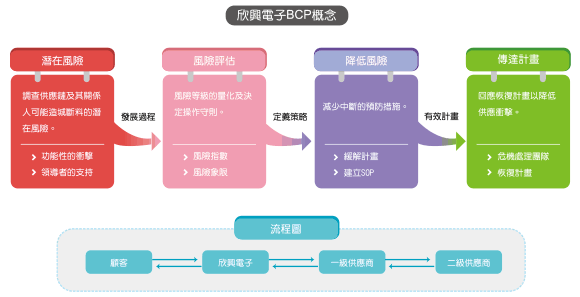 欣興電子BCP概念
潛在風險
調查供應鏈及其關係
人可能造城斷料的潛
在風險。
功能性的衝擊
領導者的支持
發展過程
風險評估
風險等級的量化及決
定操作守則。
風險指數
風險象限
定義策略
降低風險
減少中斷的預防措施。
緩解計畫
建立SOP
有效計畫
傳達計畫
回應恢復計畫以降低
供應衝擊。
危機處理團隊
恢復計畫
流程圖
顧客
欣興電子
一級供應商
二級供應商